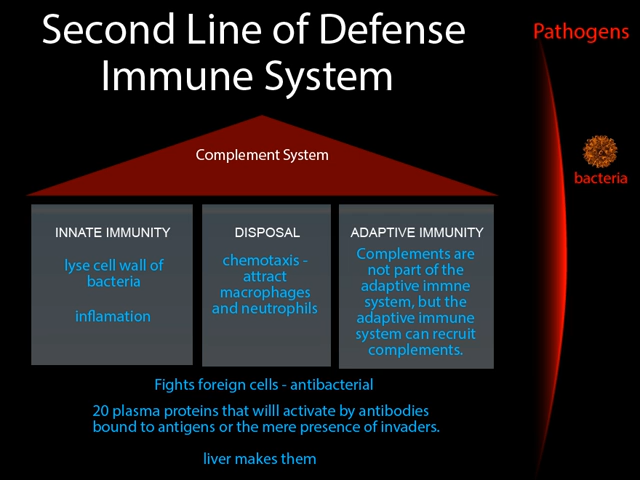 Second Line of Defense
Immune System
Pathogens
Complement System
bacteria
INNATE IMMUNITY
lyse cell wall of
bacteria
inflamation
DISPOSAL
chemotaxis -
attract
macrophages
and neutrophils
ADAPTIVE IMMUNITY
Complements are
not part of the
adaptive immne
system, but the
adaptive immune
system can recruit
complements.
Fights foreign cells - antibacterial
20 plasma proteins that willl activate by antibodies
bound to antigens or the mere presence of invaders.
liver makes them